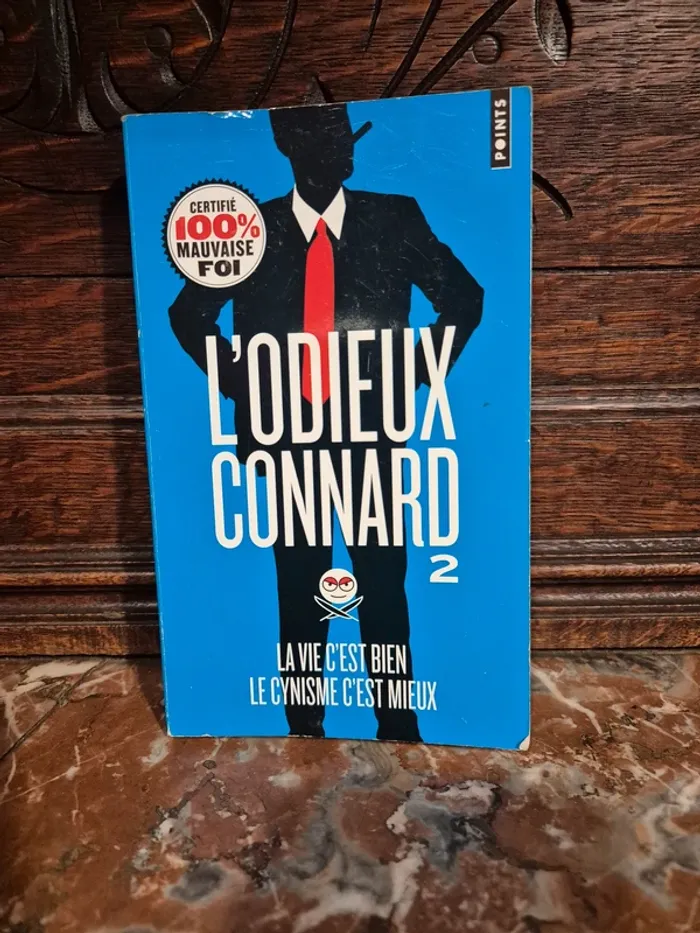 POINTS
CERTIFIÉ
100%
MAUVAISE
FOI
L'ODIEUX
CONNARD
2
LA VIE C'EST BIEN
LE CYNISME C'EST MIEUX